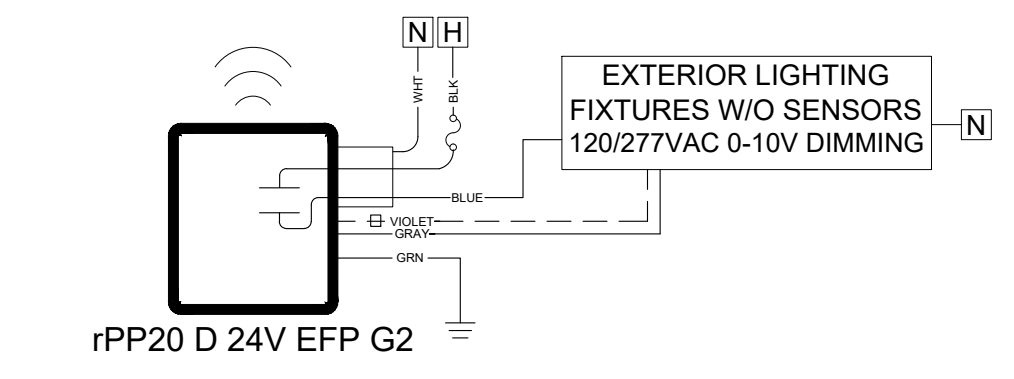 N H
WHT
BLK
EXTERIOR LIGHTING
FIXTURES W/O SENSORS
120/277VAC 0-10V DIMMING
N
BLUE
VIOLET
GRAY
GRN
rPP20 D 24V EFP G2